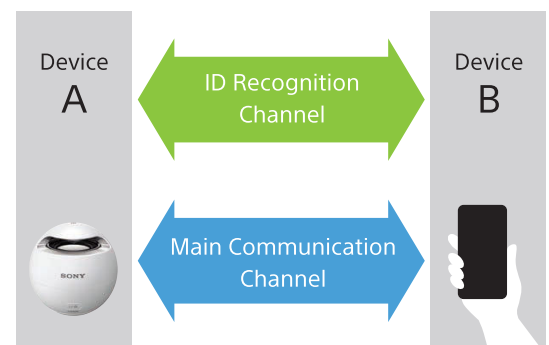 Device
A
ID Recognition
Channel
Device
B
Main Communication
Channel
SONY